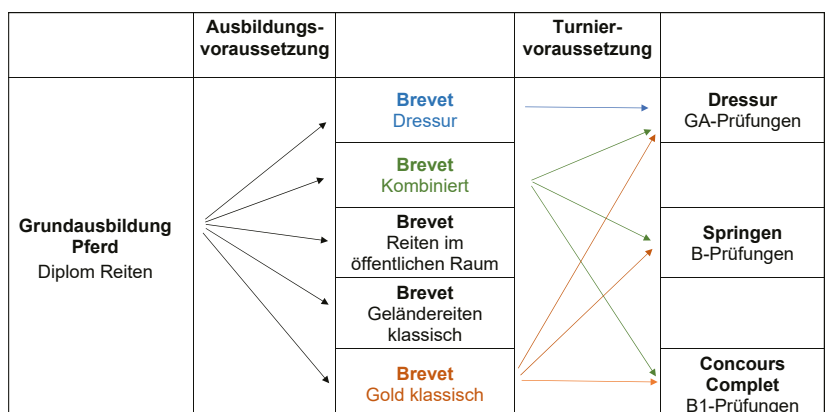 Ausbildungs-
voraussetzung
Turnier-
voraussetzung
Grundausbildung
Pferd
Diplom Reiten
Brevet
Dressur
Brevet
Kombiniert
Brevet
Reiten im
öffentlichen Raum
Brevet
Geländereiten
klassisch
Brevet
Gold klassisch
Dressur
GA-Prüfungen
Springen
B-Prüfungen
Concours
Complet
B1-Prüfungen